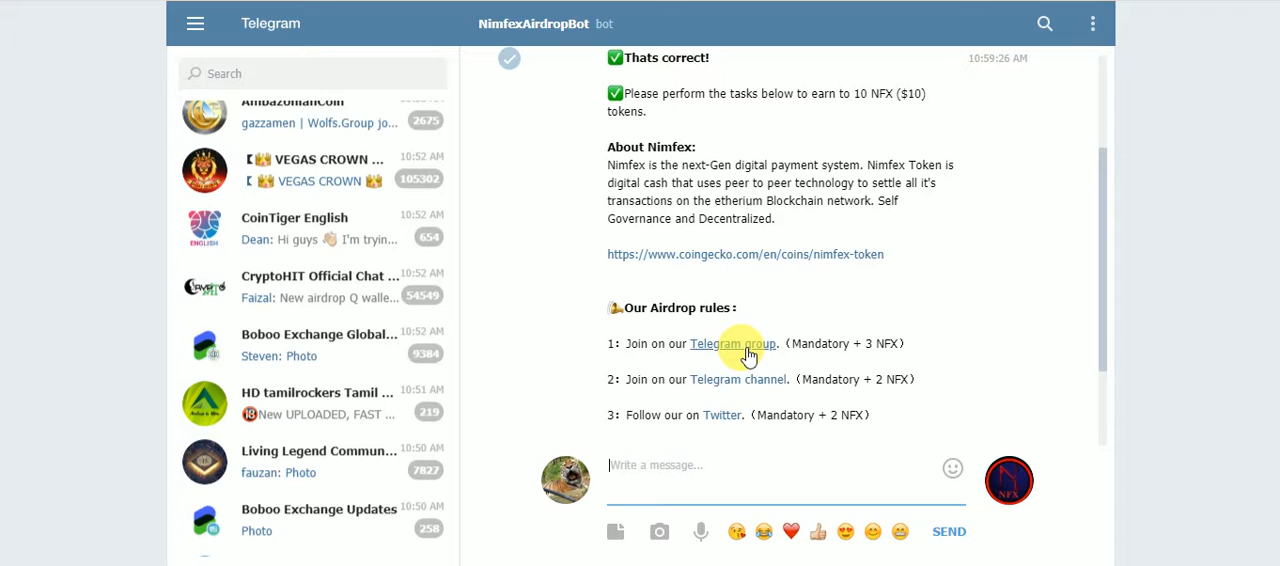 Telegram
NimfexAirdropBot bot
Search
AmbazonianCoin
gazzamen | Wolfs.Group jo...
2675
【👑 VEGAS CROWN ...
10:52 AM
【👑 VEGAS CROWN 👑
105302
CoinTiger English
10:52 AM
Dean: Hi guys 👋🏻 I'm tryin...
654
CryptoHIT Official Chat ...
10:52 AM
Faizal: New airdrop Q walle...
54549
Boboo Exchange Global...
10:52 AM
Steven: Photo
9384
HD tamilrockers Tamil ...
10:51 AM
🔞New UPLOADED, FAST ...
219
Living Legend Commun...
10:50 AM
fauzan: Photo
7827
Boboo Exchange Updates
10:50 AM
Photo
258
✅Thats correct!
10:59:26 AM
✅Please perform the tasks below to earn to 10 NFX ($10)
tokens.
About Nimfex:
Nimfex is the next-Gen digital payment system. Nimfex Token is
digital cash that uses peer to peer technology to settle all it's
transactions on the etherium Blockchain network. Self
Governance and Decentralized.
https://www.coingecko.com/en/coins/nimfex-token
Our Airdrop rules:
1: Join on our Telegram group. (Mandatory + 3 NFX)
2: Join on our Telegram channel. (Mandatory + 2 NFX)
3: Follow our on Twitter. (Mandatory + 2 NFX)
Write a message...
NFX
SEND
ENGLISH